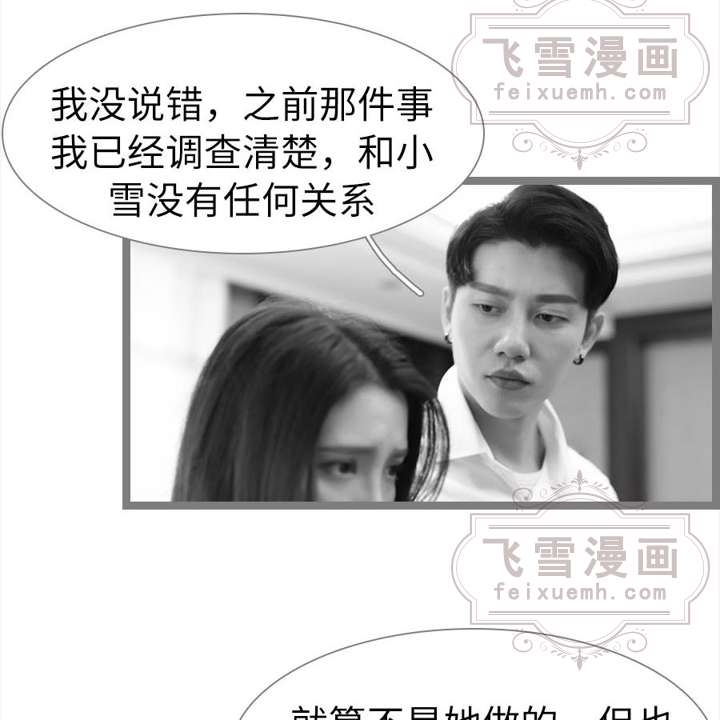 飞雪漫画
feixuemh.com
我没说错，之前那件事
我已经调查清楚，和小
雪没有任何关系
飞雪漫画
feixuemh.com
就算不是她做的，但也